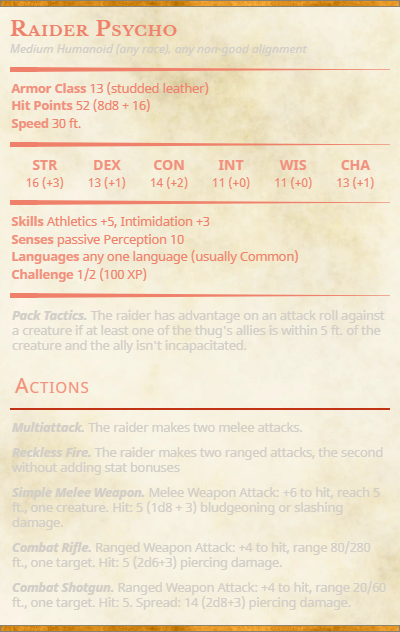 Raider Psycho
Medium Humanoid (any race), any non-good alignment
Armor Class 13 (studded leather)
Hit Points 52 (8d8 + 16)
Speed 30 ft.
STR DEX CON INT WIS CHA
16 (+3) 13 (+1) 14 (+2) 11 (+0) 11 (+0) 13 (+1)
Skills Athletics +5, Intimidation +3
Senses passive Perception 10
Languages any one language (usually Common)
Challenge 1/2 (100 XP)
Pack Tactics. The raider has advantage on an attack roll against
a creature if at least one of the thug's allies is within 5 ft. of the
creature and the ally isn't incapacitated.
Actions
Multiattack. The raider makes two melee attacks.
Reckless Fire. The raider makes two ranged attacks, the second
without adding stat bonuses
Simple Melee Weapon. Melee Weapon Attack: +6 to hit, reach 5
ft., one creature. Hit: 5 (1d8 + 3) bludgeoning or slashing
damage.
Combat Rifle. Ranged Weapon Attack: +4 to hit, range 80/280
ft., one target. Hit: 5 (2d6+3) piercing damage.
Combat Shotgun. Ranged Weapon Attack: +4 to hit, range 20/60
ft., one target. Hit: 5. Spread: 14 (2d8+3) piercing damage.